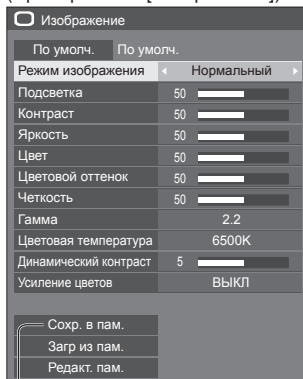 Изображение
По умолч. По умолч.
Режим изображения Нормальный
Подсветка 50
Контраст 50
Яркость 50
Цвет 50
Цветовой оттенок 50
Четкость 50
Гамма 2.2
Цветовая температура 6500K
Динамический контраст 5
Усиление цветов ВЫКЛ
Сохр. в пам.
Загр из пам.
Редакт. пам.